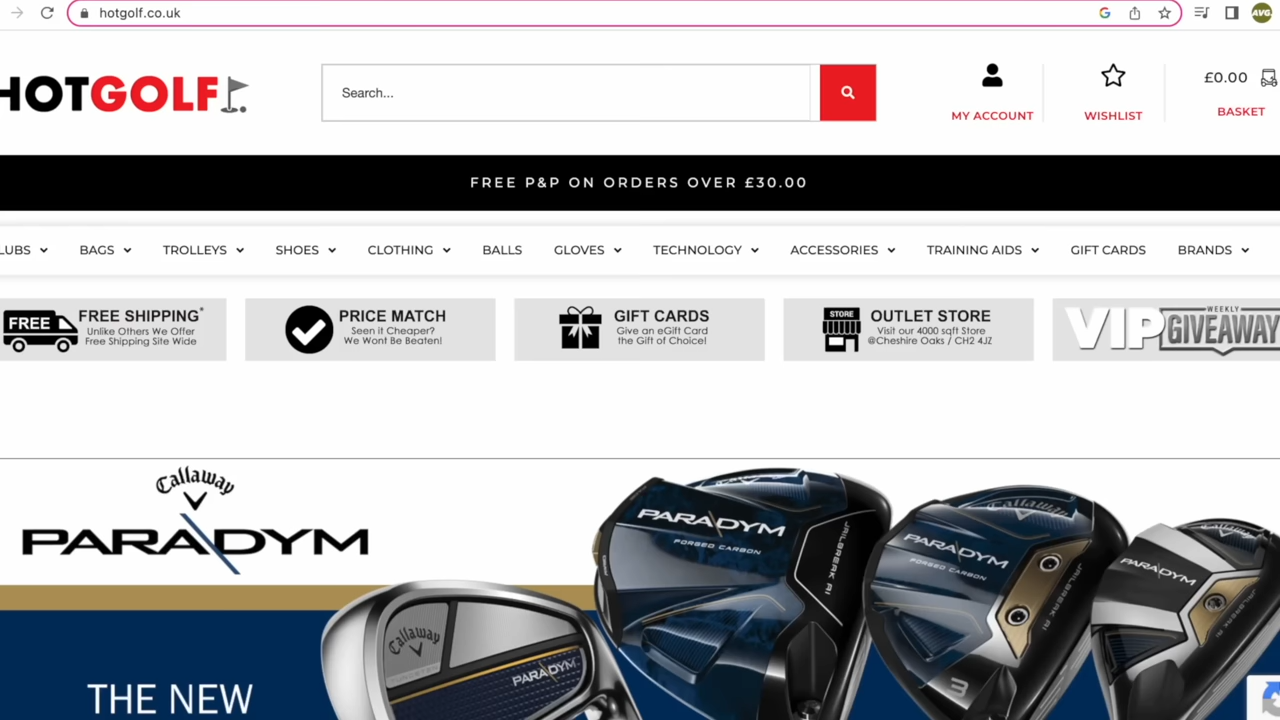 hotgolf.co.uk
AVG
HOTGOLF
Search...
MY ACCOUNT
WISHLIST
£0.00
BASKET
FREE P&P ON ORDERS OVER £30.00
LUBS
BAGS
TROLLEYS
SHOES
CLOTHING
BALLS
GLOVES
TECHNOLOGY
ACCESSORIES
TRAINING AIDS
GIFT CARDS
BRANDS
FREE
FREE SHIPPING*
Unlike Others We Offer
Free Shipping Site Wide
PRICE MATCH
Seen it Cheaper?
We Wont Be Beaten!
GIFT CARDS
Give an eGift Card
the Gift of Choice!
STORE
OUTLET STORE
Visit our 4000 sqft Store
@Cheshire Oaks / CH2 4JZ
VIP
WEEKLY
GIVEAWAY
Callaway
PARADYM
THE NEW
Callaway
PARADYM
Callaway
PARADYM
FORGED CARBON
JAILBREAK AI
Callaway
PARADYM
FORGED CARBON
JAILBREAK AI
3
Callaway
PARADYM